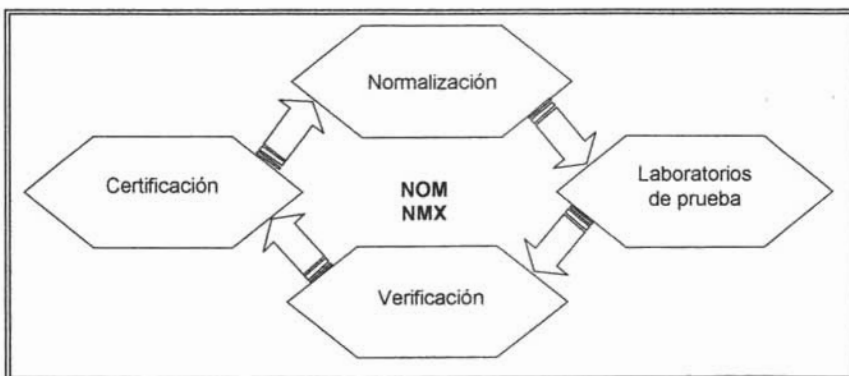 Normalización
Certificación
NOM
NMX
Laboratorios
de prueba
Verificación